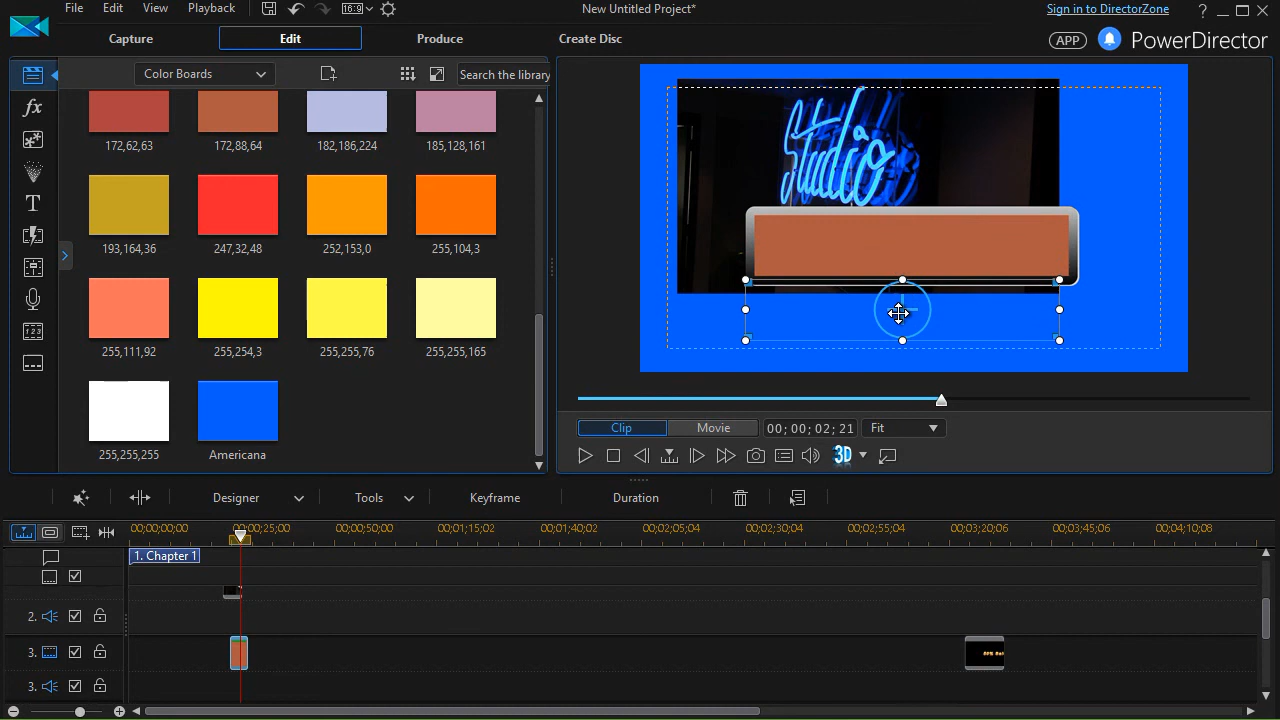 File Edit View Playback 16:9 New Untitled Project* Sign in to DirectorZone ?
Capture Edit Produce Create Disc APP PowerDirector
Color Boards Search the library
172,62,63 172,88,64 182,186,224 185,128,161
193,164,36 247,32,48 252,153,0 255,104,3
255,111,92 255,254,3 255,255,76 255,255,165
255,255,255 Americana
fx
T
Studio
Clip Movie 00; 00; 02; 21 Fit
3D
Designer Tools Keyframe Duration
00;00;00;00 00;00;25;00 00;00;50;00 00;01;15;02 00;01;40;02 00;02;05;04 00;02;30;04 00;02;55;04 00;03;20;06 00;03;45;06 00;04;10;08
1. Chapter 1
2.
3.
3.